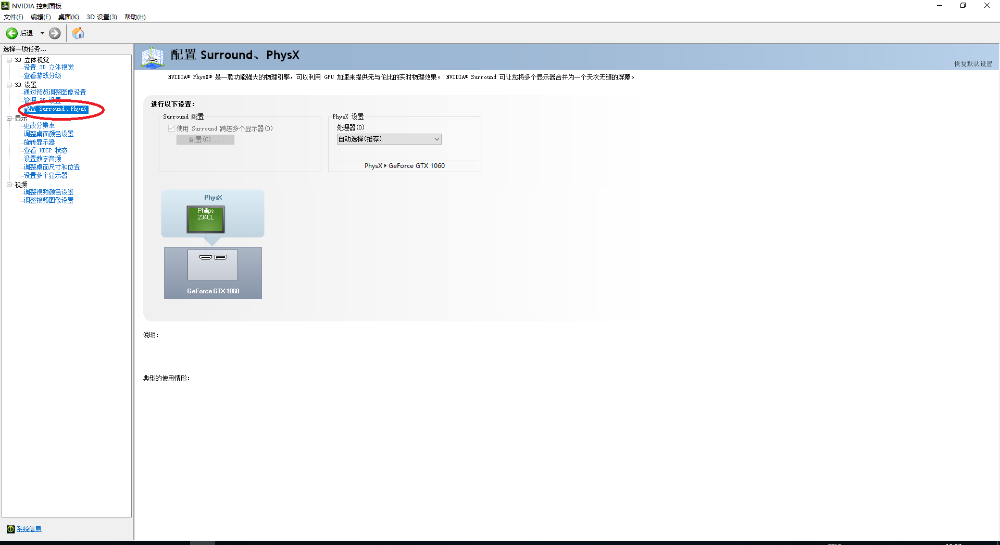 NVIDIA 控制面板
文件(F) 编辑(E) 桌面(K) 3D 设置(3) 帮助(H)
后退
选择一项任务...
3D 立体视觉
设置 3D 立体视觉
查看游戏分级
3D 设置
通过预览调整图像设置
管理 3D 设置
配置 Surround、PhysX
显示
更改分辨率
调整桌面颜色设置
旋转显示器
查看 HDCP 状态
设置数字音频
调整桌面尺寸和位置
设置多个显示器
视频
调整视频颜色设置
调整视频图像设置
系统信息
配置 Surround、PhysX
恢复默认设置
NVIDIA® PhysX® 是一款功能强大的物理引擎，可以利用 GPU 加速来提供无与伦比的实时物理效果。 NVIDIA® Surround 可让您将多个显示器合并为一个天衣无缝的屏幕。
进行以下设置：
Surround 配置
使用 Surround 跨越多个显示器(D)
配置(C)...
PhysX 设置
处理器(O)
自动选择(推荐)
PhysX GeForce GTX 1060
PhysX
Philips
234CL
GeForce GTX 1060
说明：
典型的使用情形：